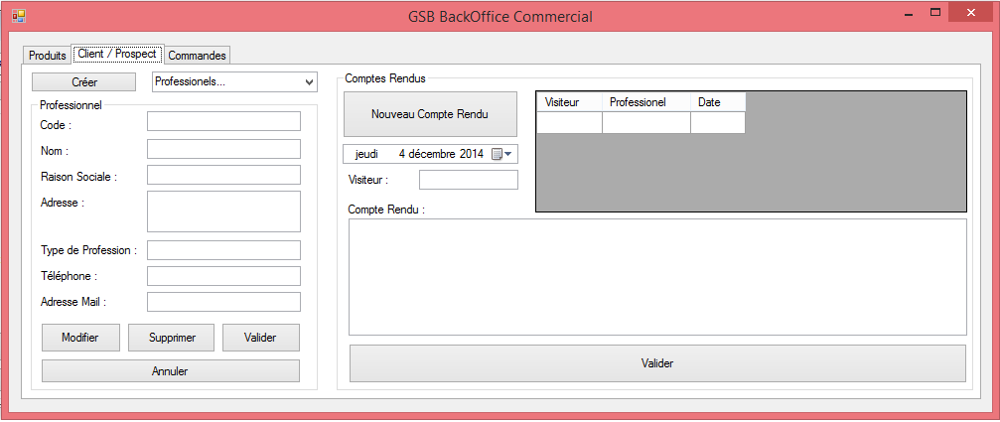 GSB BackOffice Commercial
Produits Client / Prospect Commandes
Créer Professionels...
Professionnel
Code :
Nom :
Raison Sociale :
Adresse :
Type de Profession :
Téléphone :
Adresse Mail :
Modifier Supprimer Valider
Annuler
Comptes Rendus
Nouveau Compte Rendu
Visiteur Professionel Date
jeudi 4 décembre 2014
Visiteur :
Compte Rendu :
Valider